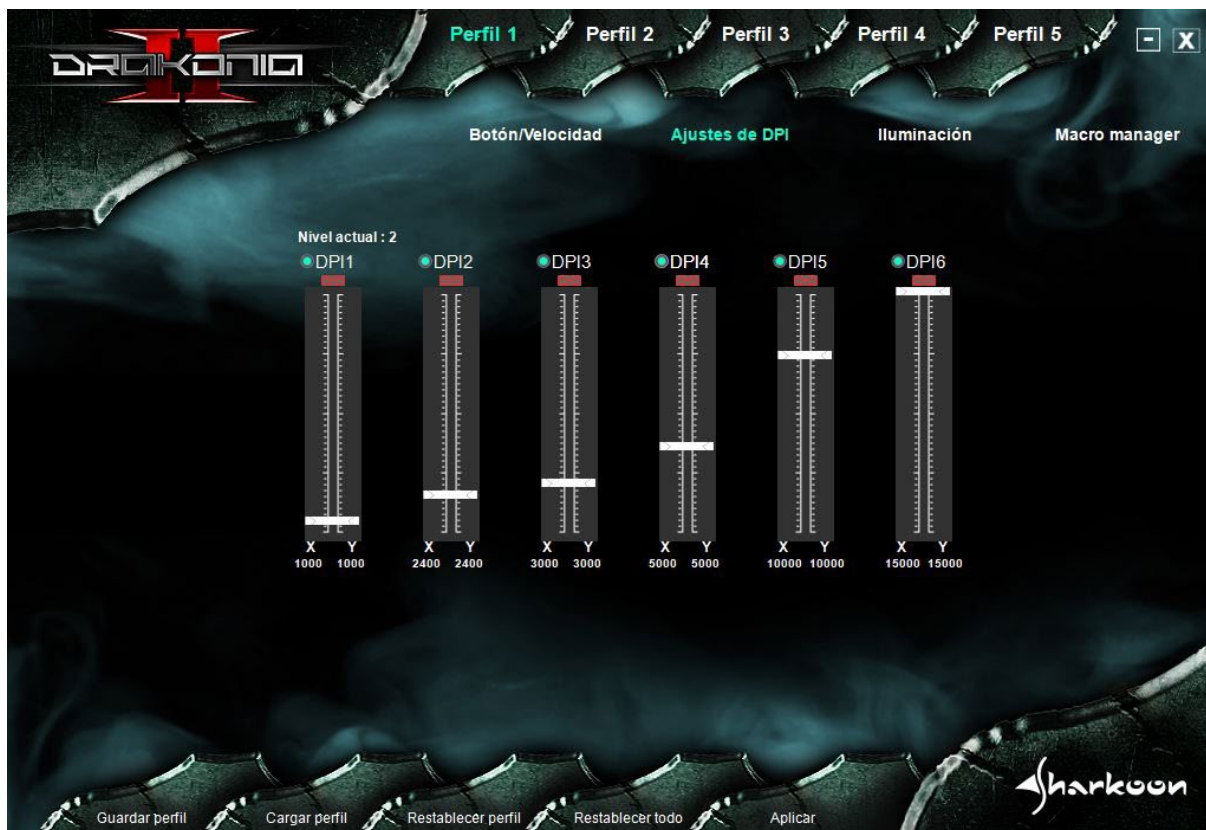 DRAKONIA II
Perfil 1 Perfil 2 Perfil 3 Perfil 4 Perfil 5 - X
Botón/Velocidad Ajustes de DPI Iluminación Macro manager
Nivel actual : 2
DPI1 DPI2 DPI3 DPI4 DPI5 DPI6
X Y X Y X Y X Y X Y X Y
1000 1000 2400 2400 3000 3000 5000 5000 10000 10000 15000 15000
Sharkoon
Guardar perfil Cargar perfil Restablecer perfil Restablecer todo Aplicar